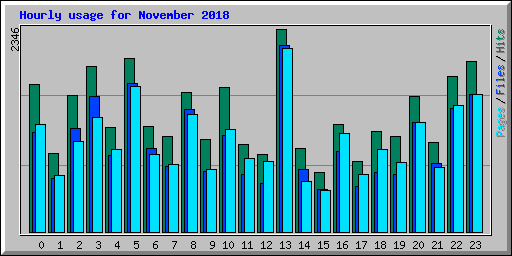 Hourly usage for November 2018
2346
Pages / Files / Hits
0 1 2 3 4 5 6 7 8 9 10 11 12 13 14 15 16 17 18 19 20 21 22 23